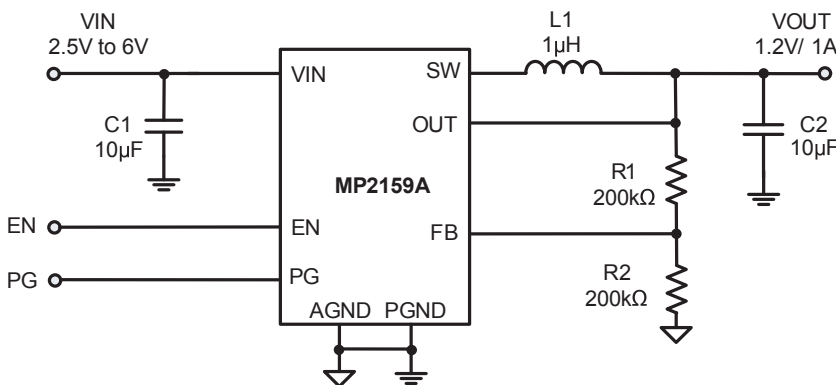 VIN
2.5V to 6V
L1
1µH
VOUT
1.2V/ 1A
VIN
SW
C1
10µF
OUT
C2
10µF
MP2159A
R1
200kΩ
EN
EN
FB
PG
PG
R2
200kΩ
AGND
PGND